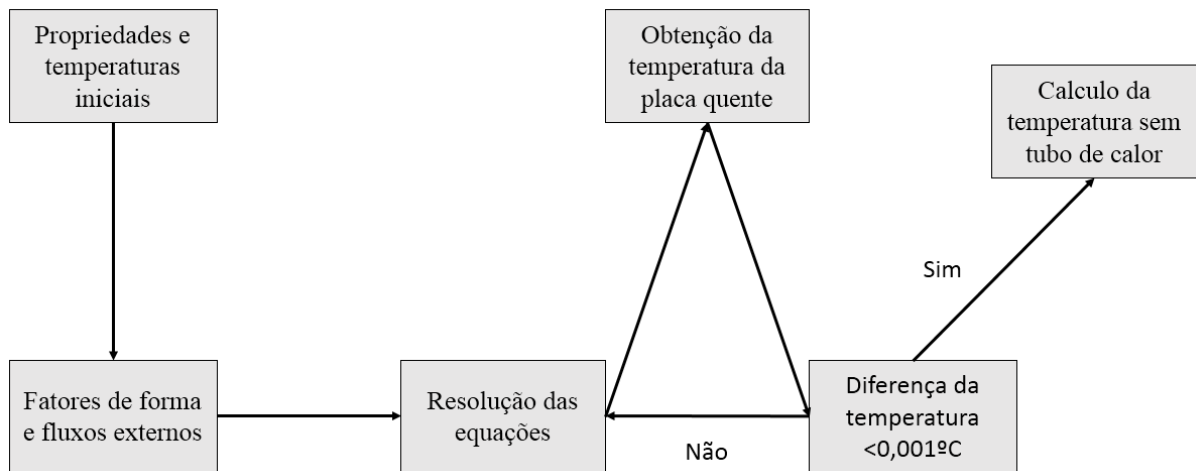 Propriedades e
temperaturas
iniciais
Fatores de forma
e fluxos externos
Resolução das
equações
Obtenção da
temperatura da
placa quente
Diferença da
temperatura
<0,001ºC
Não
Sim
Calculo da
temperatura sem
tubo de calor